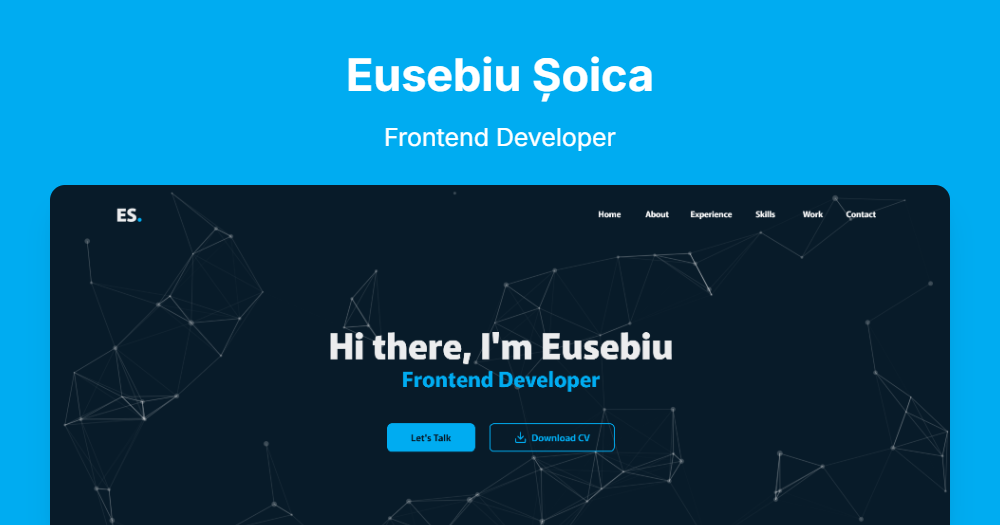 Eusebiu Șoica
Frontend Developer
ES.
Home About Experience Skills Work Contact
Hi there, I'm Eusebiu
Frontend Developer
Let's Talk Download CV